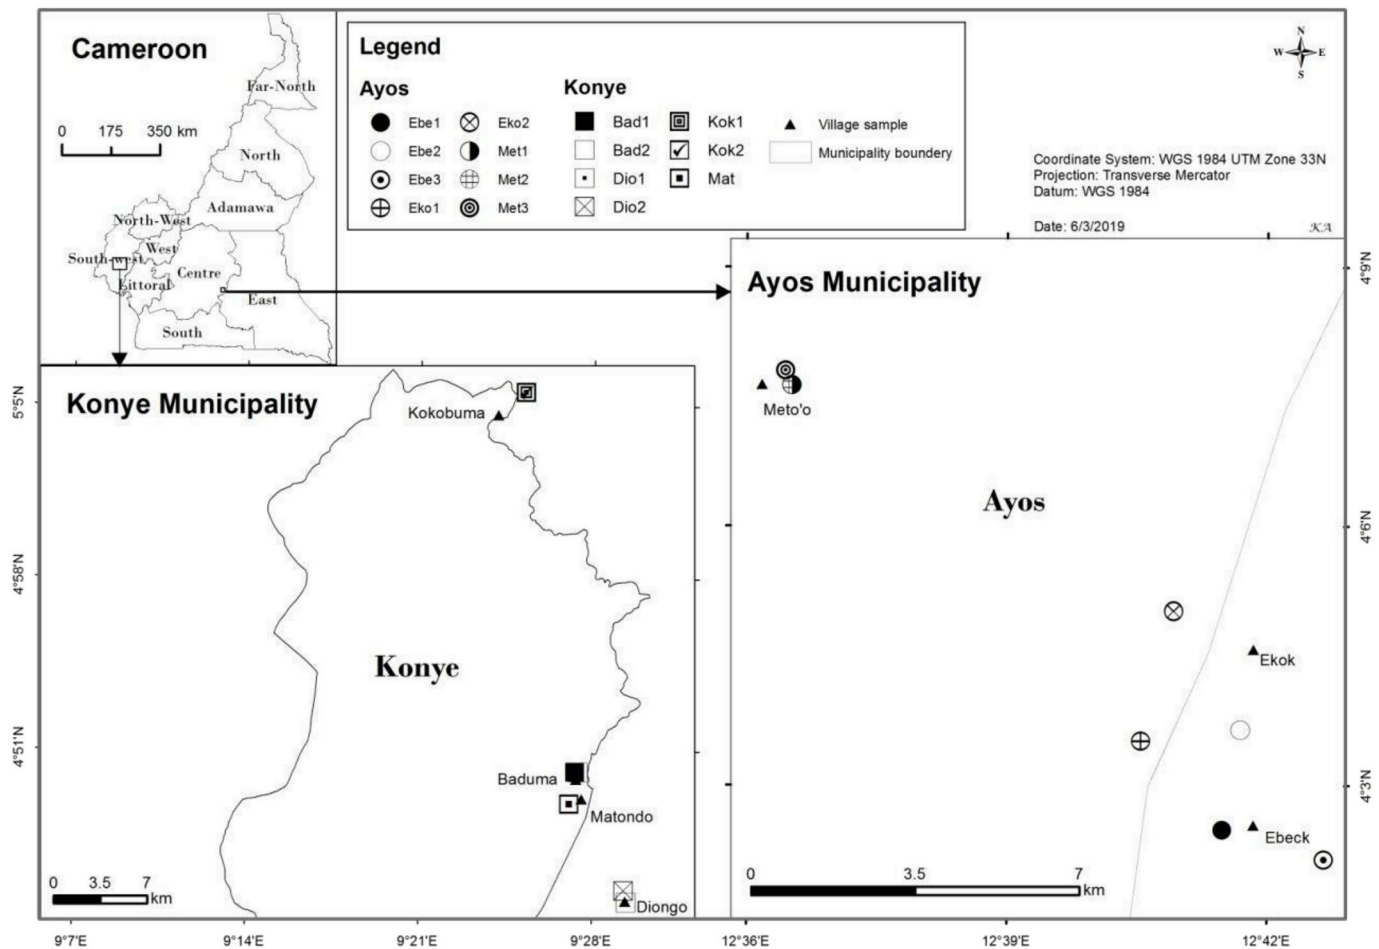 Cameroon
0 175 350 km
Far-North
North
Adamawa
North-West
West
South-west
Centre
Littoral
East
South
Legend
Ayos
Konye
Ebe1
Eko2
Bad1
Kok1
Village sample
Ebe2
Met1
Bad2
Kok2
Municipality boundary
Ebe3
Met2
Dio1
Mat
Eko1
Met3
Dio2
N
W E
S
Coordinate System: WGS 1984 UTM Zone 33N
Projection: Transverse Mercator
Datum: WGS 1984
Date: 6/3/2019
KA
Konye Municipality
Kokobuma
Konye
Baduma
Matondo
Diongo
0 3.5 7
km
5°5'N
4°58'N
4°51'N
9°7'E
9°14'E
9°21'E
9°28'E
Ayos Municipality
Meto'o
Ayos
Ekok
Ebeck
0 3.5 7
km
4°9'N
4°6'N
4°3'N
12°36'E
12°39'E
12°42'E